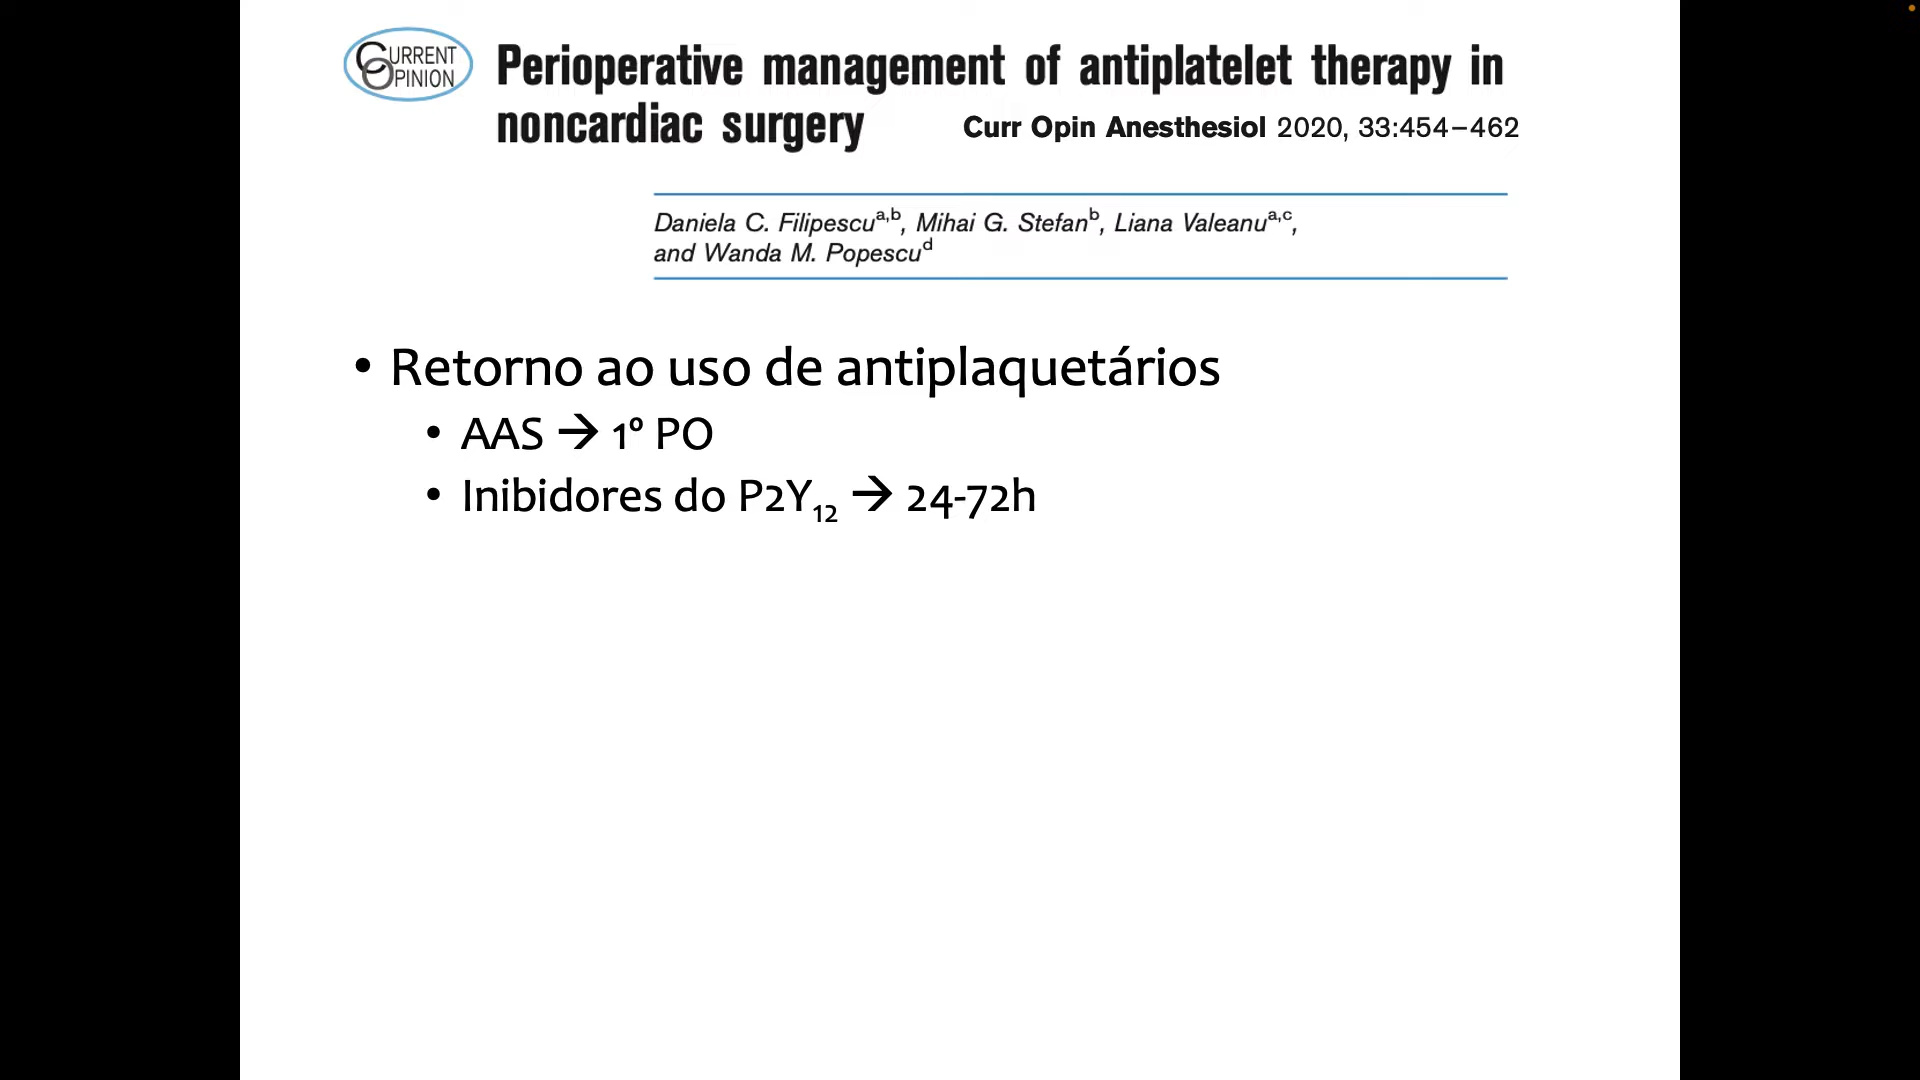 CURRENT
OPINION
Perioperative management of antiplatelet therapy in
noncardiac surgery
Curr Opin Anesthesiol 2020, 33:454–462
Daniela C. Filipescuᵃ,ᵇ, Mihai G. Stefanᵇ, Liana Valeanuᵃ,ᶜ,
and Wanda M. Popescuᵈ
• Retorno ao uso de antiplaquetários
• AAS → 1º PO
• Inibidores do P2Y₁₂ → 24-72h